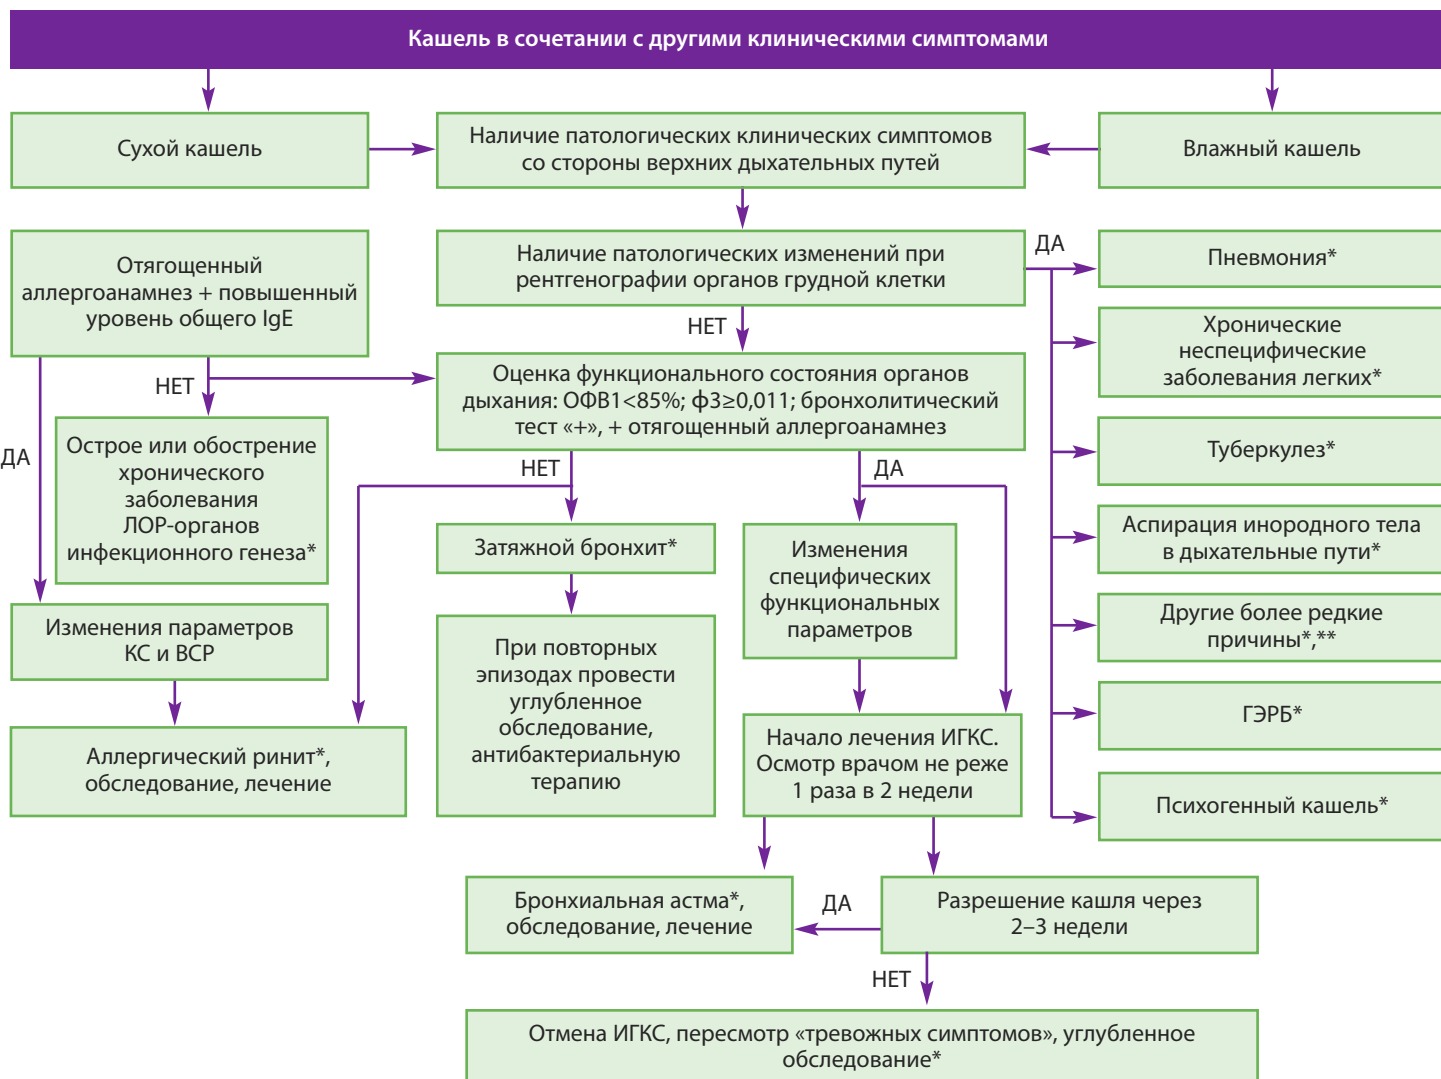 Кашель в сочетании с другими клиническими симптомами
Сухой кашель
Наличие патологических клинических симптомов
со стороны верхних дыхательных путей
Влажный кашель
Отягощенный
аллергоанамнез + повышенный
уровень общего IgE
Наличие патологических изменений при
рентгенографии органов грудной клетки
ДА
Пневмония*
НЕТ
Хронические
неспецифические
заболевания легких*
НЕТ
Оценка функционального состояния органов
дыхания: ОФВ1<85%; ф3≥0,011; бронхолитический
тест «+», + отягощенный аллергоанамнез
ДА
Острое или обострение
хронического
заболевания
ЛОР-органов
инфекционного генеза*
НЕТ
ДА
Туберкулез*
Затяжной бронхит*
Изменения
специфических
функциональных
параметров
Аспирация инородного тела
в дыхательные пути*
Изменения параметров
КС и ВСР
При повторных
эпизодах провести
углубленное
обследование,
антибактериальную
терапию
Другие более редкие
причины*,**
Аллергический ринит*,
обследование, лечение
Начало лечения ИГКС.
Осмотр врачом не реже
1 раза в 2 недели
ГЭРБ*
Психогенный кашель*
Бронхиальная астма*,
обследование, лечение
ДА
Разрешение кашля через
2–3 недели
НЕТ
Отмена ИГКС, пересмотр «тревожных симптомов», углубленное
обследование*